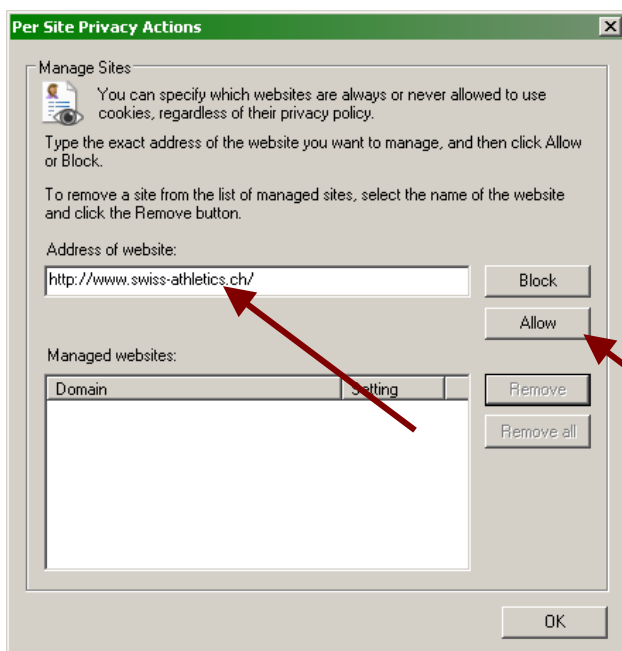 Per Site Privacy Actions
Manage Sites
You can specify which websites are always or never allowed to use
cookies, regardless of their privacy policy.
Type the exact address of the website you want to manage, and then click Allow
or Block.
To remove a site from the list of managed sites, select the name of the website
and click the Remove button.
Address of website:
http://www.swiss-athletics.ch/
Block
Allow
Managed websites:
Domain Setting
Remove
Remove all
OK